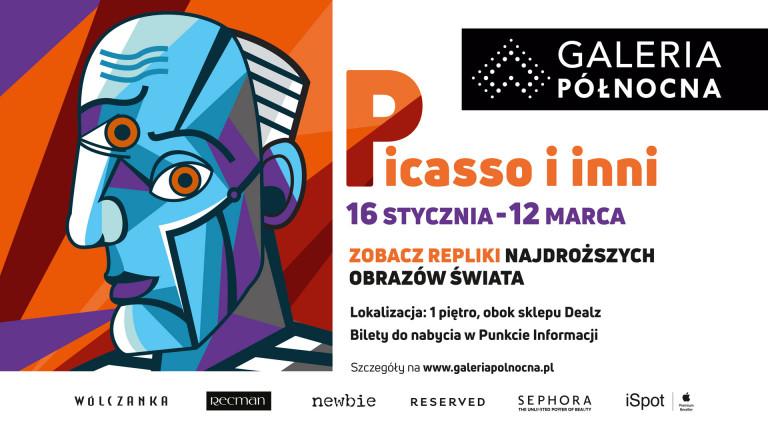 GALERIA
PÓŁNOCNA
Picasso i inni
16 STYCZNIA - 12 MARCA
ZOBACZ REPLIKI NAJDROŻSZYCH
OBRAZÓW ŚWIATA
Lokalizacja: 1 piętro, obok sklepu Dealz
Bilety do nabycia w Punkcie Informacji
Szczegóły na www.galeriapolnocna.pl
WÓLCZANKA
RECMAN
newbie
RESERVED
SEPHORA
THE UNLIMITED POWER OF BEAUTY
iSpot
Premium
Reseller